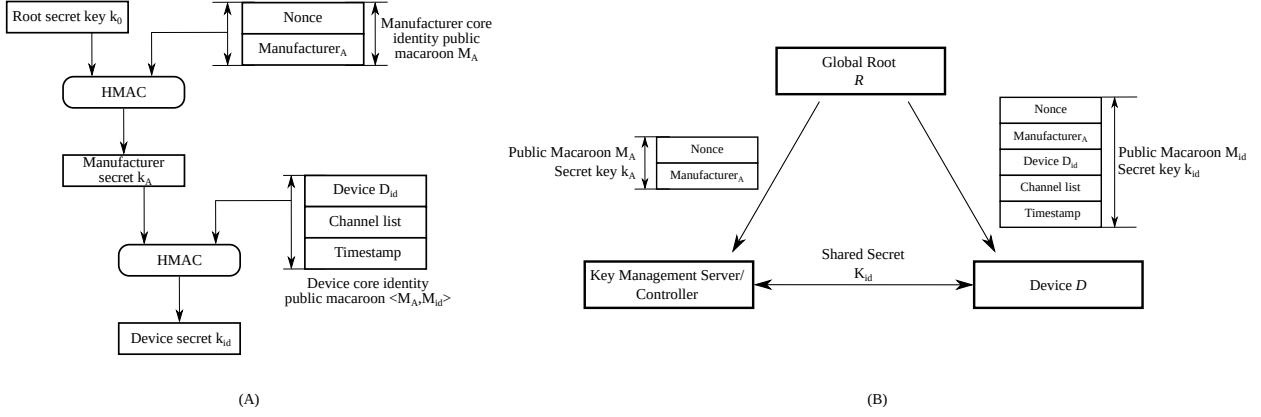 Root secret key k0
Nonce
ManufacturerA
Manufacturer core
identity public
macaroon MA
HMAC
Manufacturer
secret kA
Device Did
Channel list
Timestamp
HMAC
Device core identity
public macaroon <MA,Mid>
Device secret kid
(A)
Global Root
R
Public Macaroon MA
Secret key kA
Nonce
ManufacturerA
Nonce
ManufacturerA
Device Did
Channel list
Timestamp
Public Macaroon Mid
Secret key kid
Shared Secret
Kid
Key Management Server/
Controller
Device D
(B)